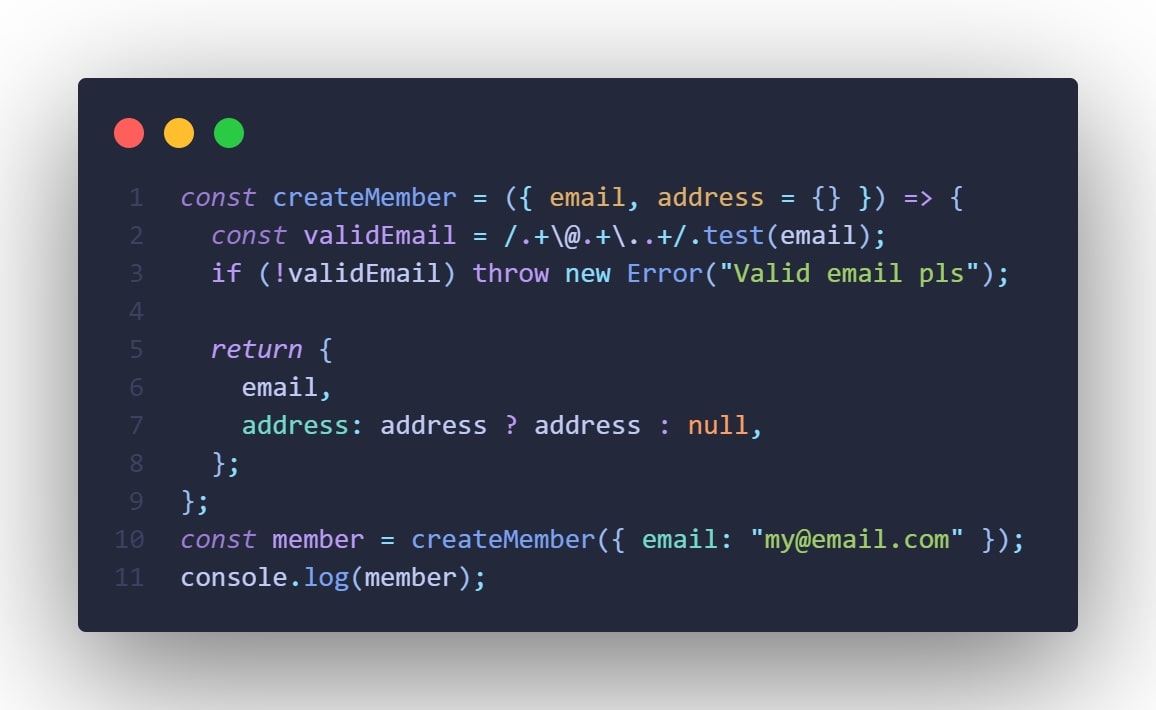 1 const createMember = ({ email, address = {} }) => {
2 const validEmail = /.+\@.+\..+/.test(email);
3 if (!validEmail) throw new Error("Valid email pls");
4
5 return {
6 email,
7 address: address ? address : null,
8 };
9 };
10 const member = createMember({ email: "my@email.com" });
11 console.log(member);